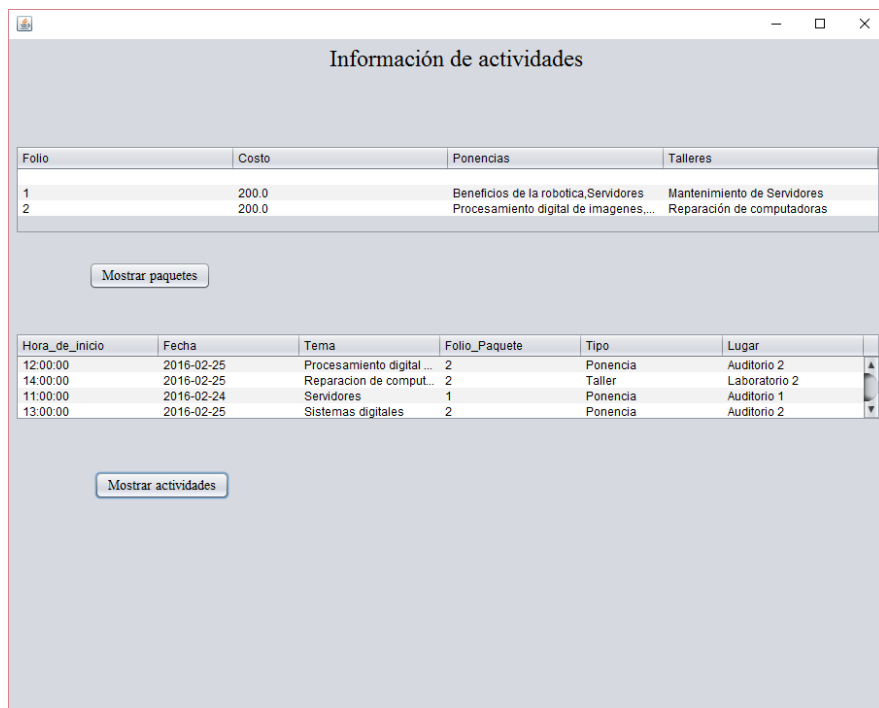 Información de actividades
Folio Costo Ponencias Talleres
1 200.0 Beneficios de la robotica,Servidores Mantenimiento de Servidores
2 200.0 Procesamiento digital de imagenes,... Reparación de computadoras
Mostrar paquetes
Hora_de_inicio Fecha Tema Folio_Paquete Tipo Lugar
12:00:00 2016-02-25 Procesamiento digital ... 2 Ponencia Auditorio 2
14:00:00 2016-02-25 Reparacion de comput... 2 Taller Laboratorio 2
11:00:00 2016-02-24 Servidores 1 Ponencia Auditorio 1
13:00:00 2016-02-25 Sistemas digitales 2 Ponencia Auditorio 2
Mostrar actividades